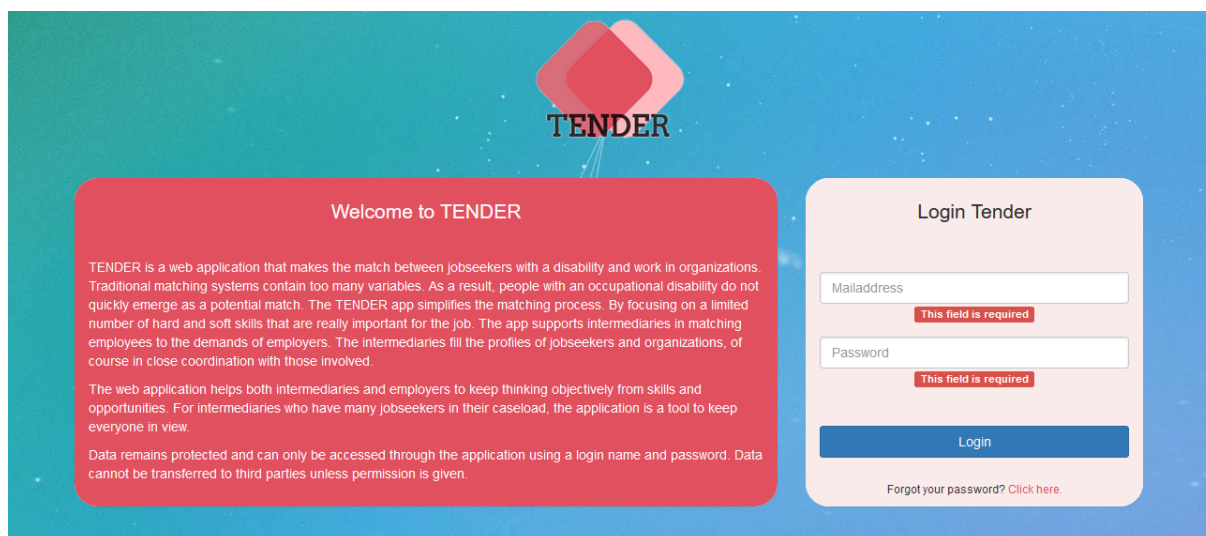 TENDER
Welcome to TENDER
TENDER is a web application that makes the match between jobseekers with a disability and work in organizations.
Traditional matching systems contain too many variables. As a result, people with an occupational disability do not
quickly emerge as a potential match. The TENDER app simplifies the matching process. By focusing on a limited
number of hard and soft skills that are really important for the job. The app supports intermediaries in matching
employees to the demands of employers. The intermediaries fill the profiles of jobseekers and organizations, of
course in close coordination with those involved.
The web application helps both intermediaries and employers to keep thinking objectively from skills and
opportunities. For intermediaries who have many jobseekers in their caseload, the application is a tool to keep
everyone in view.
Data remains protected and can only be accessed through the application using a login name and password. Data
cannot be transferred to third parties unless permission is given.
Login Tender
Mailaddress
This field is required
Password
This field is required
Login
Forgot your password? Click here.